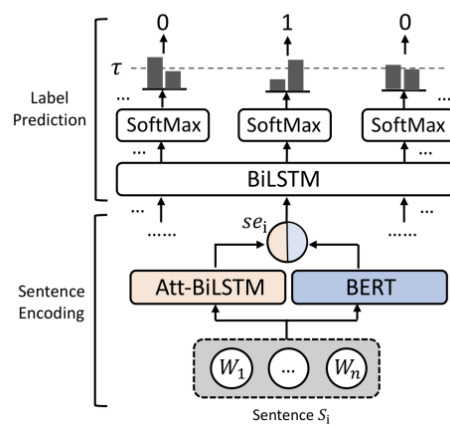 0 1 0
τ
... ...
Label
Prediction
SoftMax SoftMax SoftMax
... ...
BiLSTM
... ...
...... ......
se_i
Sentence
Encoding
Att-BiLSTM BERT
W_1 ... W_n
Sentence S_i